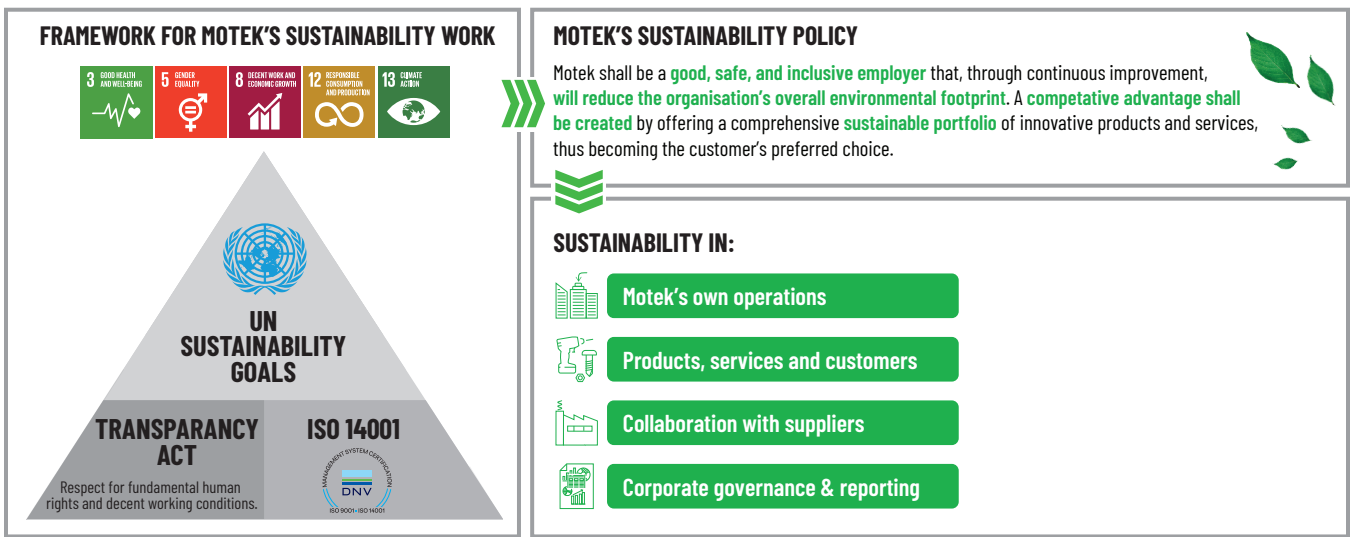 FRAMEWORK FOR MOTEK'S SUSTAINABILITY WORK
3 GOOD HEALTH
AND WELL-BEING
5 GENDER
EQUALITY
8 DECENT WORK AND
ECONOMIC GROWTH
12 RESPONSIBLE
CONSUMPTION
AND PRODUCTION
13 CLIMATE
ACTION
UN
SUSTAINABILITY
GOALS
TRANSPARANCY
ACT
Respect for fundamental human
rights and decent working conditions.
ISO 14001
MANAGEMENT SYSTEM CERTIFICATION
DNV
ISO 9001•ISO 14001
MOTEK'S SUSTAINABILITY POLICY
Motek shall be a good, safe, and inclusive employer that, through continuous improvement,
will reduce the organisation's overall environmental footprint. A competative advantage shall
be created by offering a comprehensive sustainable portfolio of innovative products and services,
thus becoming the customer's preferred choice.
SUSTAINABILITY IN:
Motek's own operations
Products, services and customers
Collaboration with suppliers
Corporate governance & reporting